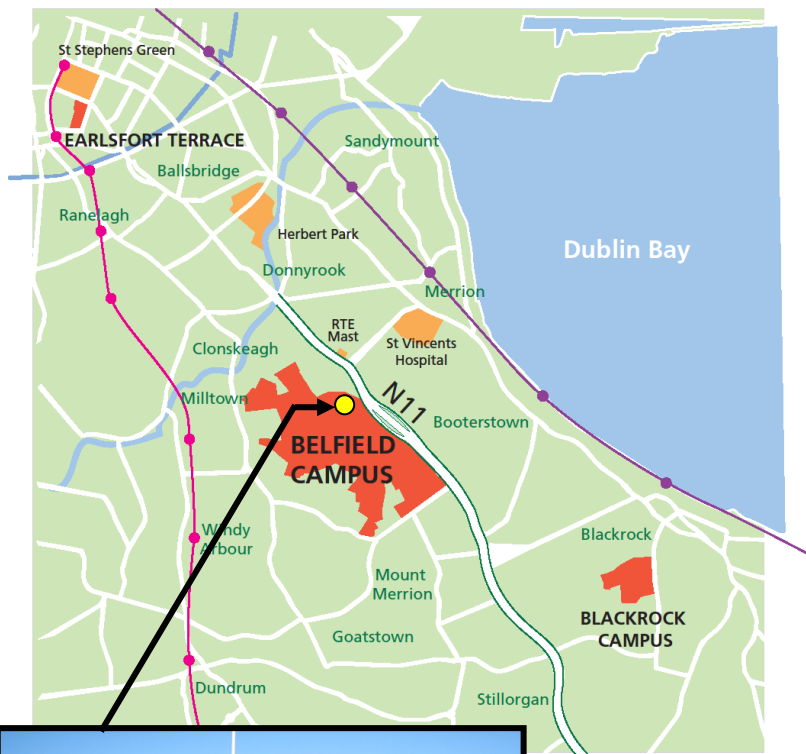 St Stephens Green
EARLSFORT TERRACE
Sandymount
Ballsbridge
Ranelagh
Herbert Park
Dublin Bay
Donnyrook
Merrion
RTE
Mast
St Vincents
Hospital
Clonskeagh
Milltown
N11
Booterstown
BELFIELD
CAMPUS
Windy
Arbour
Blackrock
Mount
Merrion
BLACKROCK
CAMPUS
Goatstown
Dundrum
Stillorgan